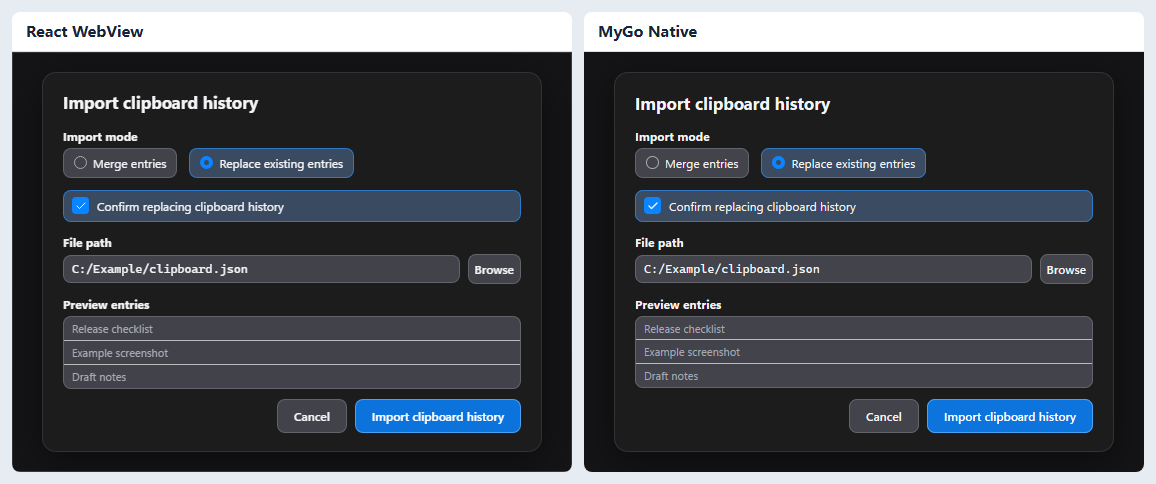 React WebView
Import clipboard history
Import mode
Merge entries
Replace existing entries
Confirm replacing clipboard history
File path
C:/Example/clipboard.json
Browse
Preview entries
Release checklist
Example screenshot
Draft notes
Cancel
Import clipboard history
MyGo Native
Import clipboard history
Import mode
Merge entries
Replace existing entries
Confirm replacing clipboard history
File path
C:/Example/clipboard.json
Browse
Preview entries
Release checklist
Example screenshot
Draft notes
Cancel
Import clipboard history